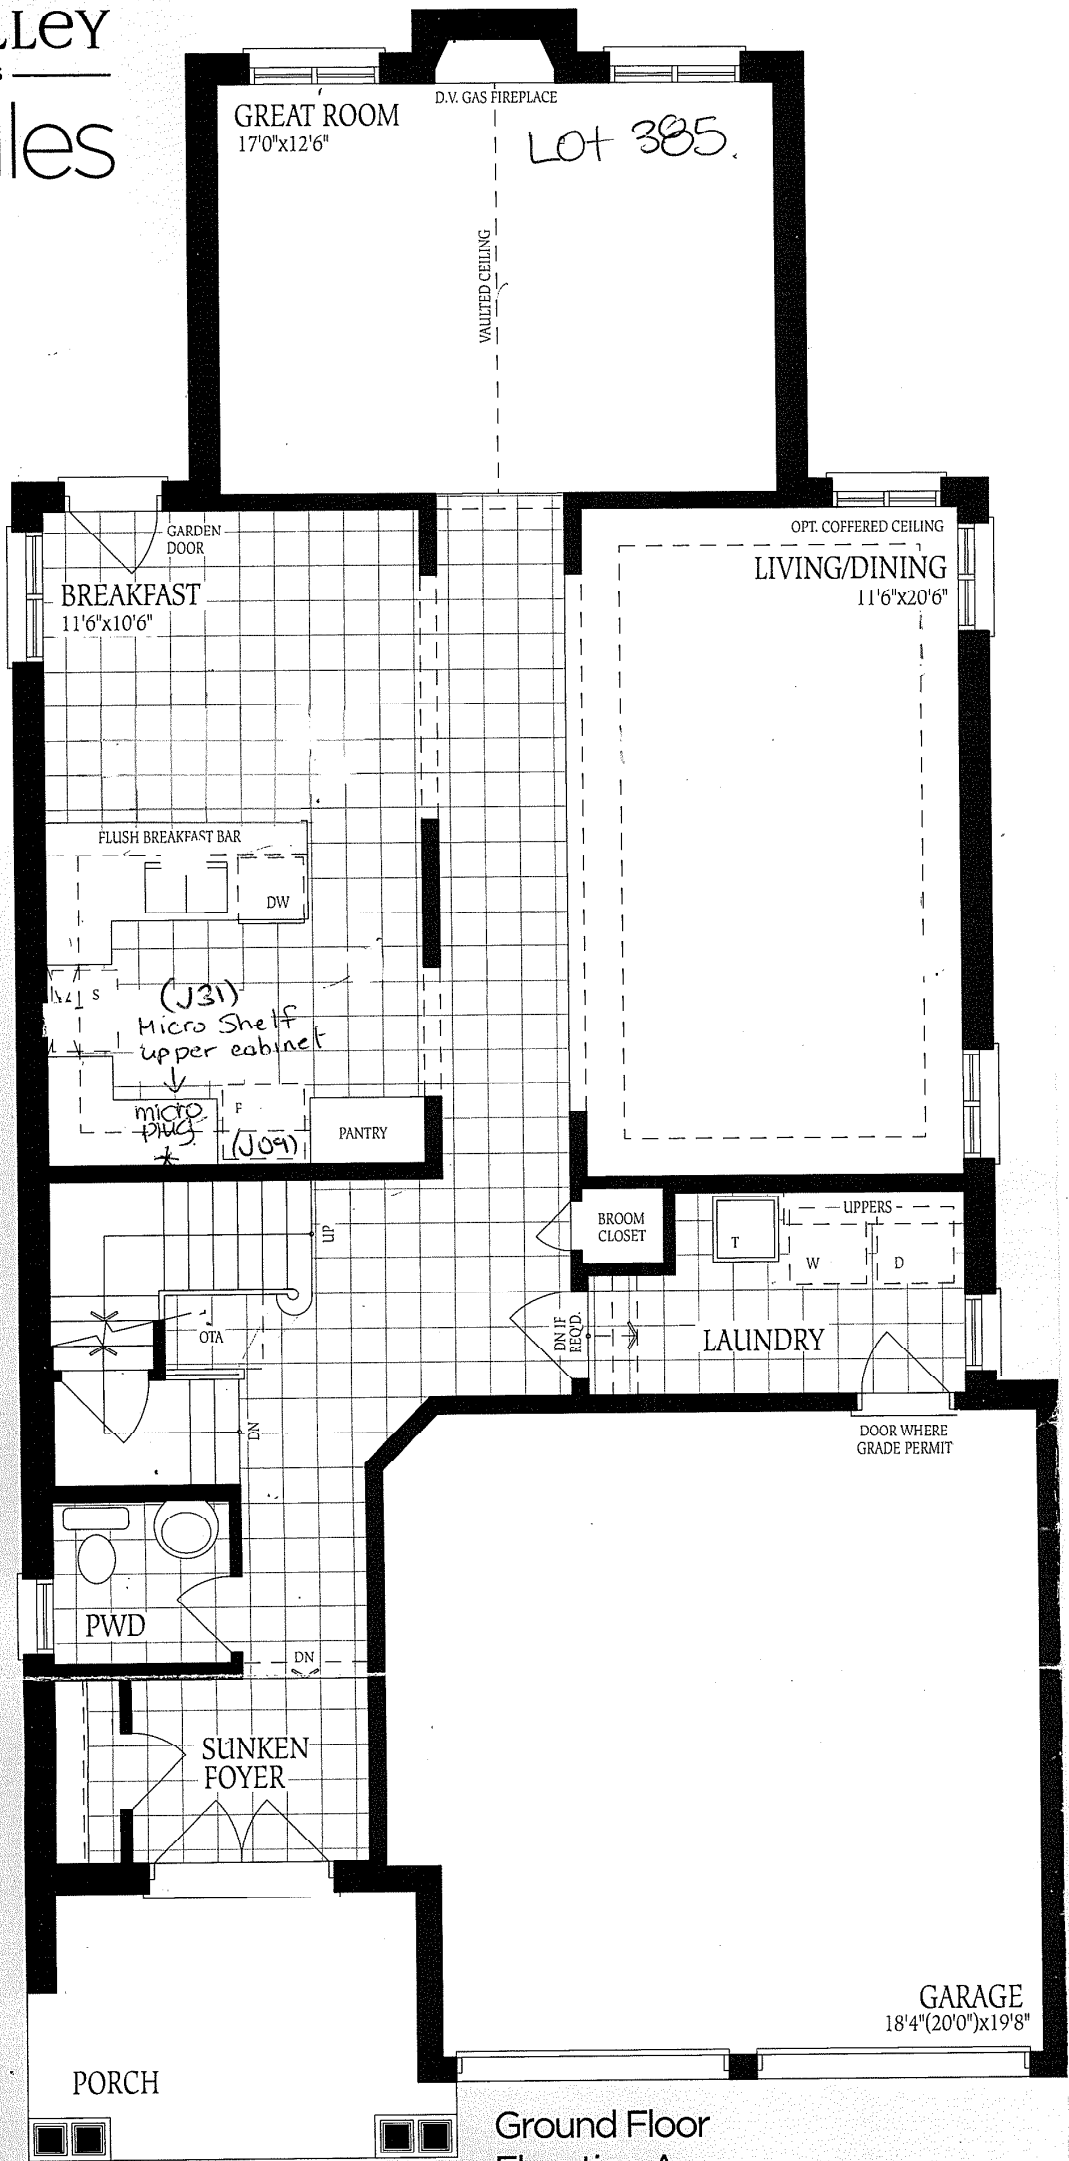 GREAT ROOM
17'0"x12'6"
D.V. GAS FIREPLACE
Lot 385.
VAULTED CEILING
GARDEN
DOOR
BREAKFAST
11'6"x10'6"
OPT. COFFERED CEILING
LIVING/DINING
11'6"x20'6"
FLUSH BREAKFAST BAR
DW
S
(J31)
Micro Shelf
upper cabinet
micro
plug
*
F
(J09)
PANTRY
UP
BROOM
CLOSET
T
UPPERS
W
D
OTA
DN IF
REQ'D.
LAUNDRY
DN
DOOR WHERE
GRADE PERMIT
PWD
DN
SUNKEN
FOYER
GARAGE
18'4"(20'0")x19'8"
PORCH
Ground Floor